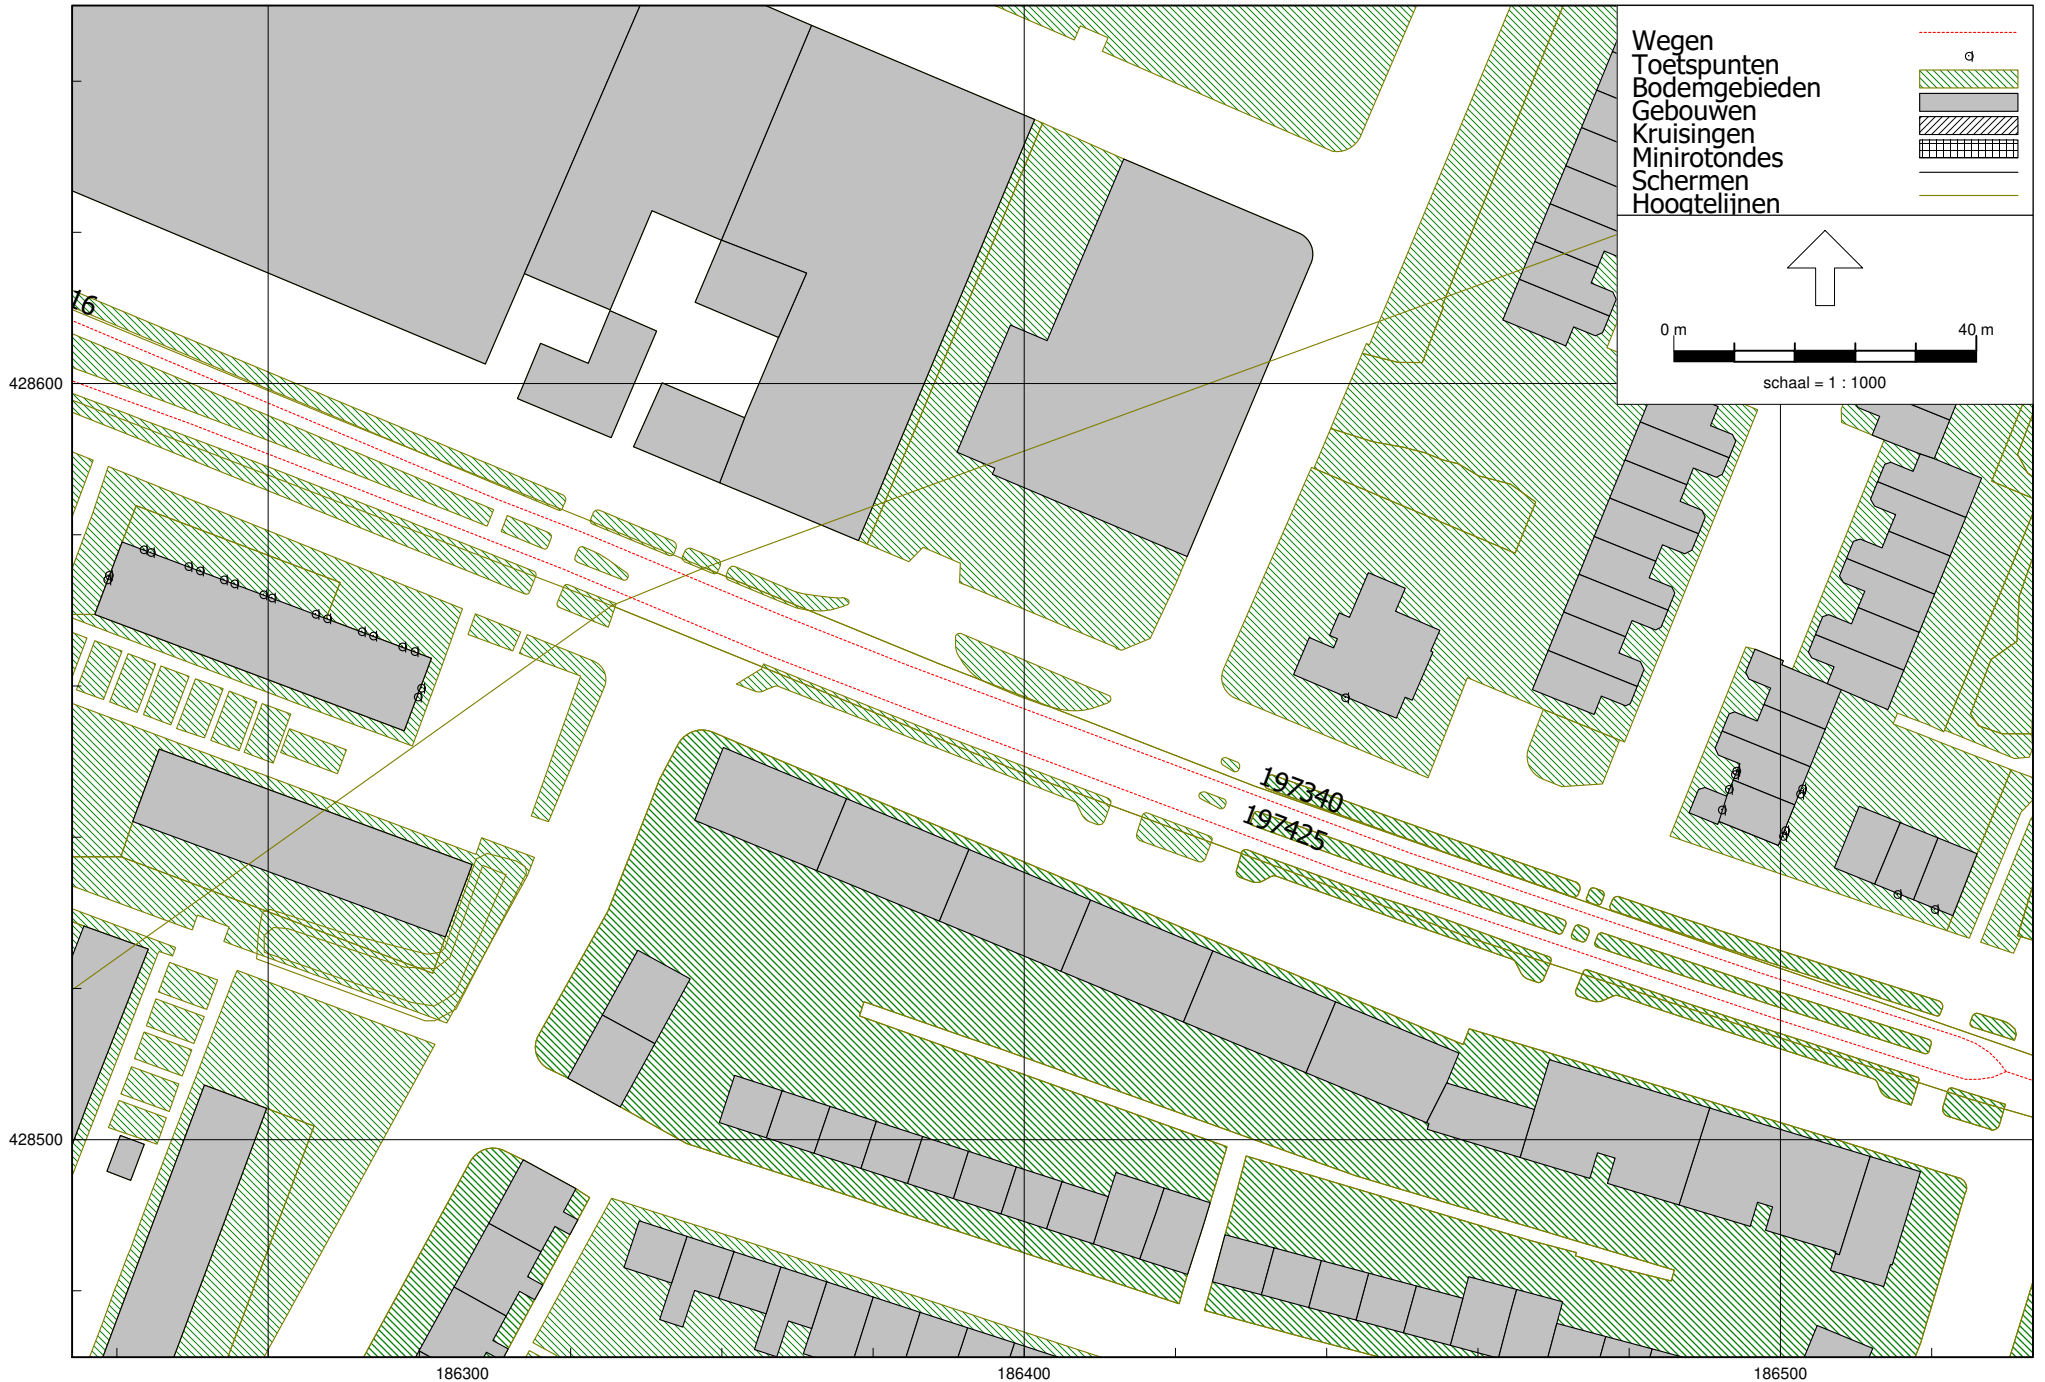 Wegen
Toetspunten
Bodemgebieden
Gebouwen
Kruisingen
Minirotondes
Schermen
Hoogtelijnen
16
0 m 40 m
schaal = 1 : 1000
428600
197340
197425
428500
186300 186400 186500